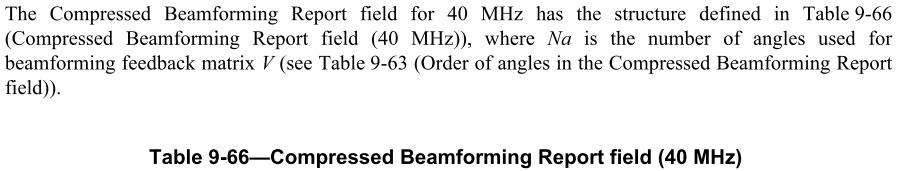 The Compressed Beamforming Report field for 40 MHz has the structure defined in Table 9-66
(Compressed Beamforming Report field (40 MHz)), where Na is the number of angles used for
beamforming feedback matrix V (see Table 9-63 (Order of angles in the Compressed Beamforming Report
field)).
Table 9-66—Compressed Beamforming Report field (40 MHz)